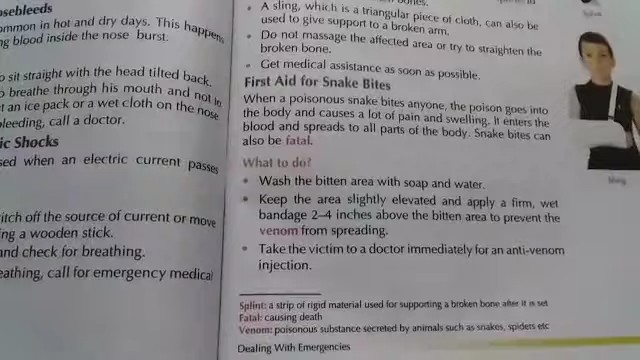 osebleeds
ommon in hot and dry days. This happens
ng blood inside the nose burst.
o sit straight with the head tilted back.
o breathe through his mouth and not
t an ice pack or a wet cloth on the nose
bleeding, call a doctor.
ic Shocks
sed when an electric current passes
itch off the source of current or move
ng a wooden stick.
and check for breathing.
eathing, call for emergency medical
• A sling, which is a triangular piece of cloth, can also be
used to give support to a broken arm.
• Do not massage the affected area or try to straighten the
broken bone.
• Get medical assistance as soon as possible.
First Aid for Snake Bites
When a poisonous snake bites anyone, the poison goes into
the body and causes a lot of pain and swelling. It enters the
blood and spreads to all parts of the body. Snake bites can
also be fatal.
What to do?
• Wash the bitten area with soap and water.
• Keep the area slightly elevated and apply a firm, wet
bandage 2–4 inches above the bitten area to prevent the
venom from spreading.
• Take the victim to a doctor immediately for an anti-venom
injection.
Splint: a strip of rigid material used for supporting a broken bone after it is set
Fatal: causing death
Venom: poisonous substance secreted by animals such as snakes, spiders etc
Dealing With Emergencies
Sling